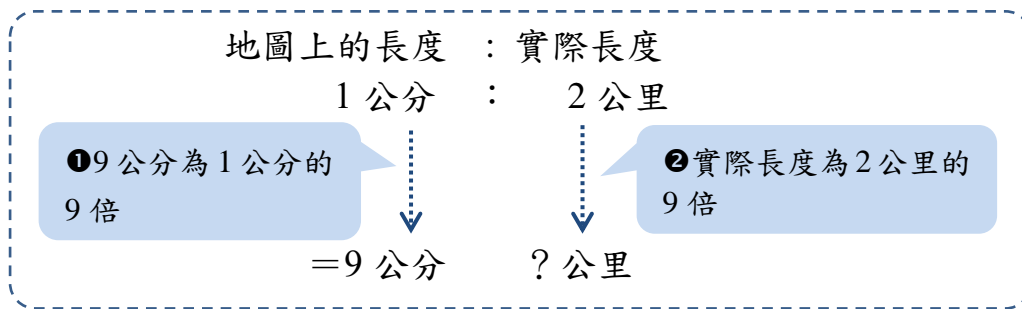 地圖上的長度 : 實際長度
1 公分 : 2 公里
❶9 公分為 1 公分的
9 倍
❷實際長度為 2 公里的
9 倍
＝9 公分 ？公里